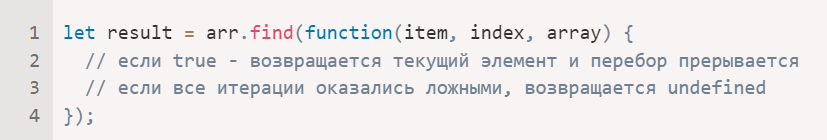 1 let result = arr.find(function(item, index, array) {
2 // если true - возвращается текущий элемент и перебор прерывается
3 // если все итерации оказались ложными, возвращается undefined
4 });